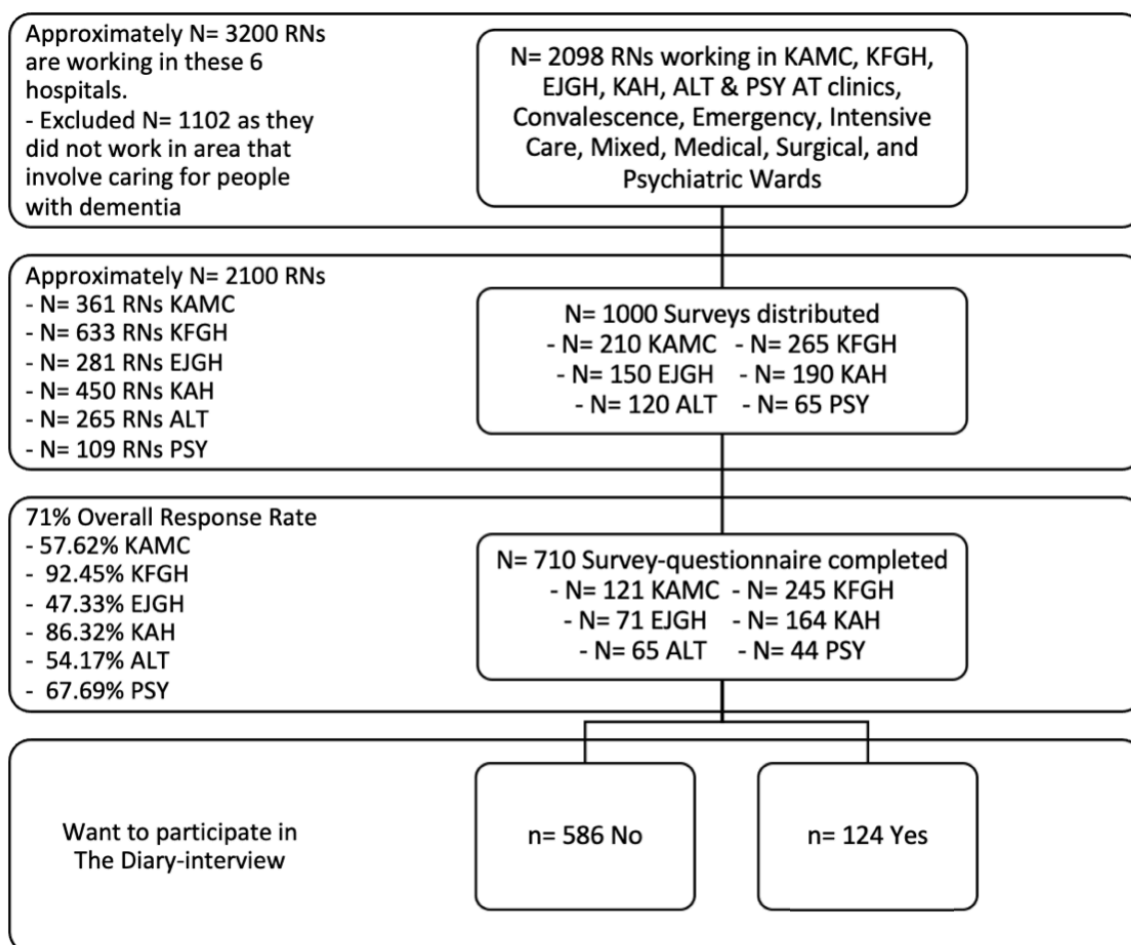 Approximately N= 3200 RNs
are working in these 6
hospitals.
- Excluded N= 1102 as they
did not work in area that
involve caring for people
with dementia
N= 2098 RNs working in KAMC, KFGH,
EJGH, KAH, ALT & PSY AT clinics,
Convalescence, Emergency, Intensive
Care, Mixed, Medical, Surgical, and
Psychiatric Wards
Approximately N= 2100 RNs
- N= 361 RNs KAMC
- N= 633 RNs KFGH
- N= 281 RNs EJGH
- N= 450 RNs KAH
- N= 265 RNs ALT
- N= 109 RNs PSY
N= 1000 Surveys distributed
- N= 210 KAMC - N= 265 KFGH
- N= 150 EJGH - N= 190 KAH
- N= 120 ALT - N= 65 PSY
71% Overall Response Rate
- 57.62% KAMC
- 92.45% KFGH
- 47.33% EJGH
- 86.32% KAH
- 54.17% ALT
- 67.69% PSY
N= 710 Survey-questionnaire completed
- N= 121 KAMC - N= 245 KFGH
- N= 71 EJGH - N= 164 KAH
- N= 65 ALT - N= 44 PSY
Want to participate in
The Diary-interview
n= 586 No
n= 124 Yes